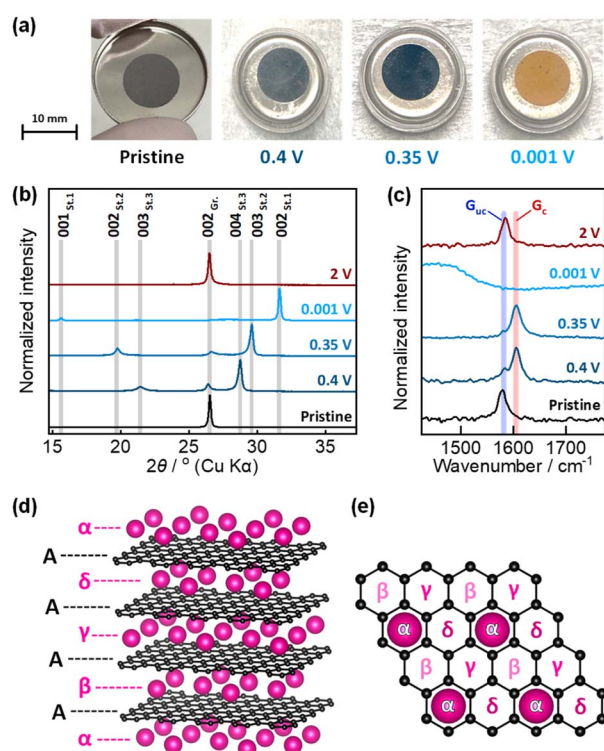 (a)
10 mm
Pristine 0.4 V 0.35 V 0.001 V
(b)
001 St.1
002 St.2
003 St.3
002 Gr.
004 St.3
003 St.2
002 St.1
Normalized intensity
2 V
0.001 V
0.35 V
0.4 V
Pristine
15 20 25 30 35
2θ / ° (Cu Kα)
(c)
Guc Gc
Normalized intensity
2 V
0.001 V
0.35 V
0.4 V
Pristine
1500 1600 1700
Wavenumber / cm-1
(d)
α
A
δ
A
γ
A
β
A
α
(e)
β γ β γ
α δ α δ
β γ β γ
α δ α δ